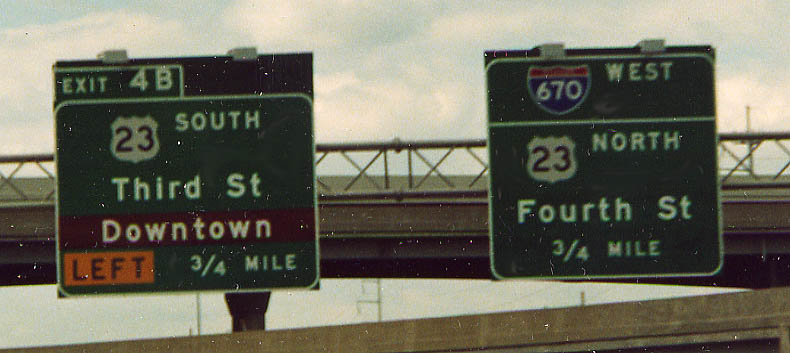 EXIT 4B
23 SOUTH
Third St
Downtown
LEFT 3/4 MILE
670 WEST
23 NORTH
Fourth St
3/4 MILE